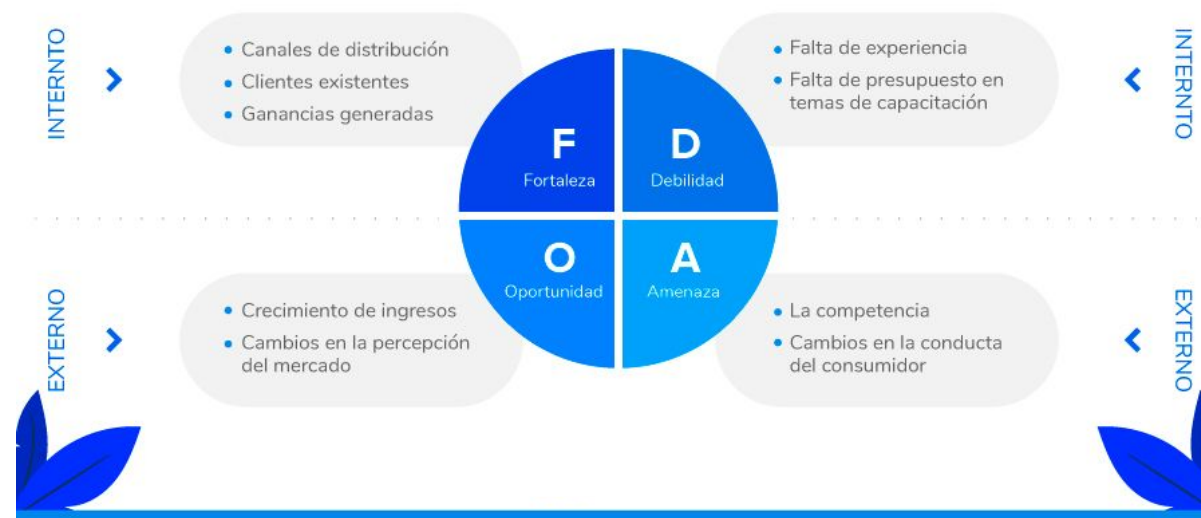 INTERNTO
Canales de distribución
Clientes existentes
Ganancias generadas
F
Fortaleza
D
Debilidad
Falta de experiencia
Falta de presupuesto en
temas de capacitación
INTERNTO
EXTERNO
Crecimiento de ingresos
Cambios en la percepción
del mercado
O
Oportunidad
A
Amenaza
La competencia
Cambios en la conducta
del consumidor
EXTERNO